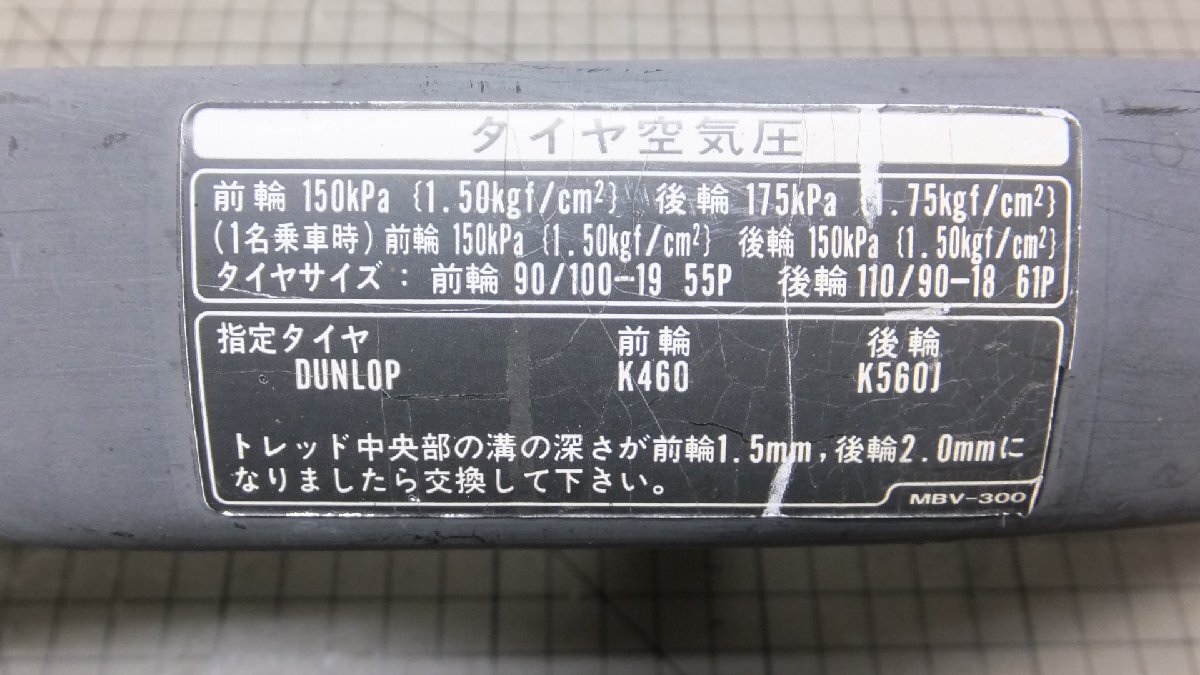 タイヤ空気圧
前輪 150kPa {1.50kgf/cm²} 後輪 175kPa {1.75kgf/cm²}
(1名乗車時) 前輪 150kPa {1.50kgf/cm²} 後輪 150kPa {1.50kgf/cm²}
タイヤサイズ : 前輪 90/100-19 55P 後輪 110/90-18 61P
指定タイヤ 前輪 後輪
DUNLOP K460 K560J
トレッド中央部の溝の深さが前輪1.5mm,後輪2.0mmに
なりましたら交換して下さい。
MBV-300